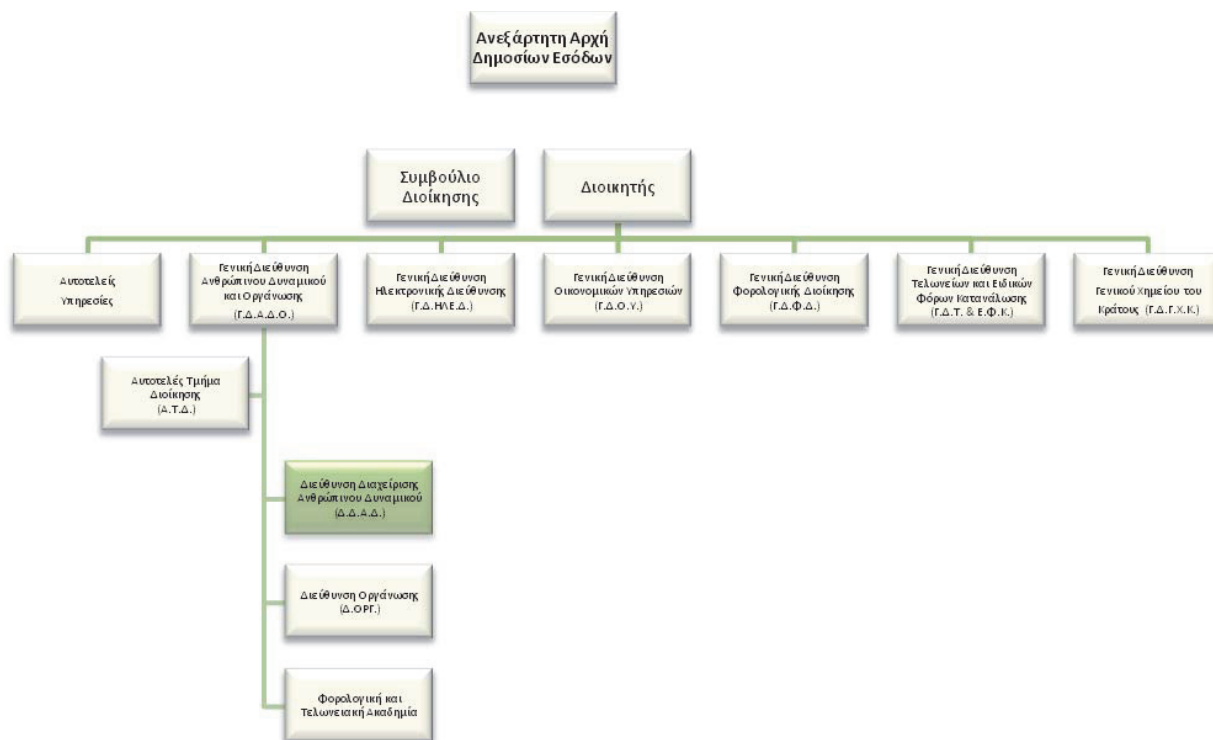 Ανεξάρτητη Αρχή
Δημοσίων Εσόδων
Συμβούλιο
Διοίκησης
Διοικητής
Αυτοτελείς
Υπηρεσίες
Γενική Διεύθυνση
Ανθρώπινου Δυναμικού
και Οργάνωσης
(Γ.Δ.Α.Δ.Ο.)
Γενική Διεύθυνση
Ηλεκτρονικής Διεύθυνσης
(Γ.Δ.ΗΛΕ.Δ.)
Γενική Διεύθυνση
Οικονομικών Υπηρεσιών
(Γ.Δ.Ο.Υ.)
Γενική Διεύθυνση
Φορολογικής Διοίκησης
(Γ.Δ.Φ.Δ.)
Γενική Διεύθυνση
Τελωνείων και Ειδικών
Φόρων Κατανάλωσης
(Γ.Δ.Τ. & Ε.Φ.Κ.)
Γενική Διεύθυνση
Γενικού Χημείου του
Κράτους (Γ.Δ.Γ.Χ.Κ.)
Αυτοτελές Τμήμα
Διοίκησης
(Α.Τ.Δ.)
Διεύθυνση Διαχείρισης
Ανθρώπινου Δυναμικού
(Δ.Δ.Α.Δ.)
Διεύθυνση Οργάνωσης
(Δ.ΟΡΓ.)
Φορολογική και
Τελωνειακή Ακαδημία